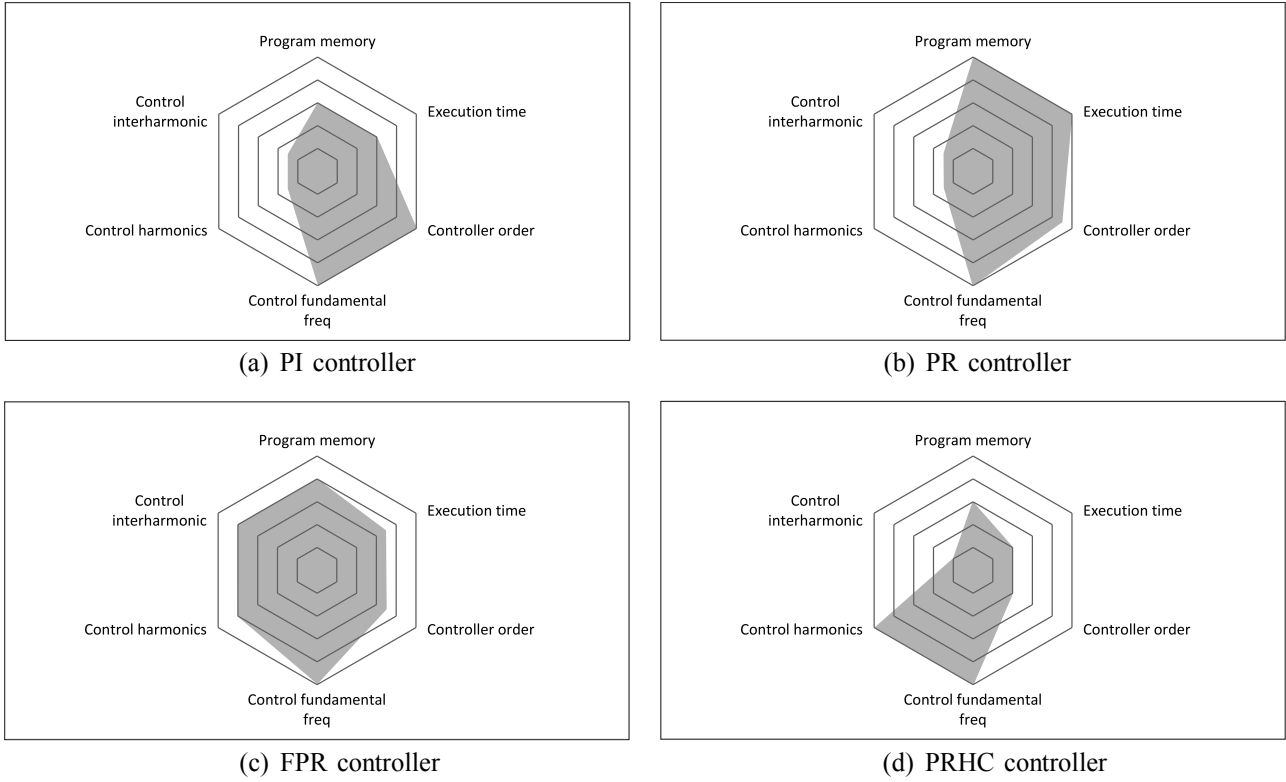 Program memory
Control
interharmonic
Execution time
Control harmonics
Controller order
Control fundamental
freq
(a) PI controller
Program memory
Control
interharmonic
Execution time
Control harmonics
Controller order
Control fundamental
freq
(b) PR controller
Program memory
Control
interharmonic
Execution time
Control harmonics
Controller order
Control fundamental
freq
(c) FPR controller
Program memory
Control
interharmonic
Execution time
Control harmonics
Controller order
Control fundamental
freq
(d) PRHC controller